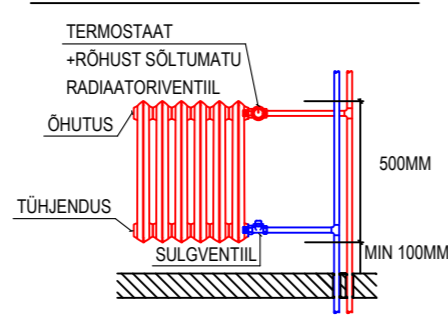 TERMOSTAAT
+RÕHUST SÕLTUMATU
RADIAATORIVENTIIL
ÕHUTUS
500MM
TÜHJENDUS
SULGVENTIIL
MIN 100MM